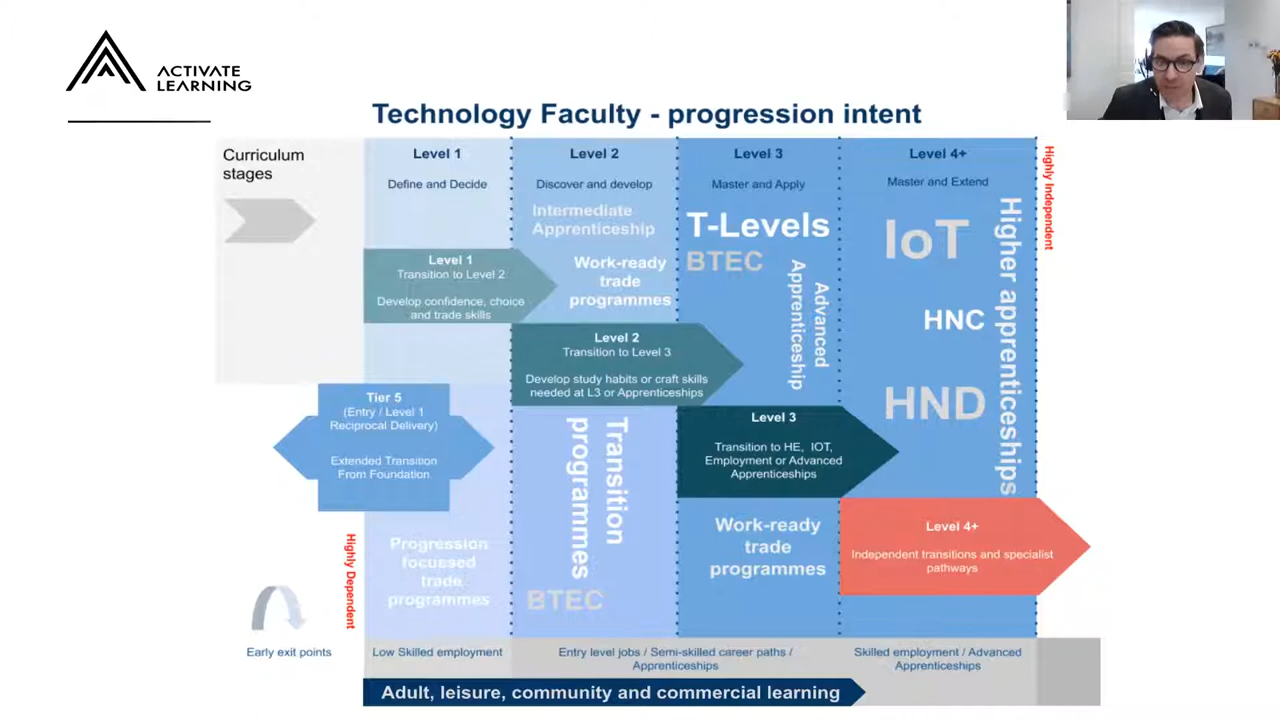 ACTIVATE
LEARNING
Technology Faculty - progression intent
Curriculum
stages
Level 1
Define and Decide
Level 2
Discover and develop
Level 3
Master and Apply
Level 4+
Master and Extend
Highly Independent
Intermediate
Apprenticeship
T-Levels
BTEC
IoT
Higher apprenticeships
Level 1
Transition to Level 2
Develop confidence, choice
and trade skills
Work-ready
trade
programmes
Advanced
Apprenticeship
HNC
Level 2
Transition to Level 3
Develop study habits or craft skills
needed at L3 or Apprenticeships
HND
Tier 5
(Entry / Level 1
Reciprocal Delivery)
Extended Transition
From Foundation
Transition
programmes
Level 3
Transition to HE, IOT,
Employment or Advanced
Apprenticeships
Highly Dependent
Progression
focuesed
trade
programmes
BTEC
Work-ready
trade
programmes
Level 4+
Independent transitions and specialist
pathways
Early exit points
Low Skilled employment
Entry level jobs / Semi-skilled career paths /
Apprenticeships
Skilled employment / Advanced
Apprenticeships
Adult, leisure, community and commercial learning